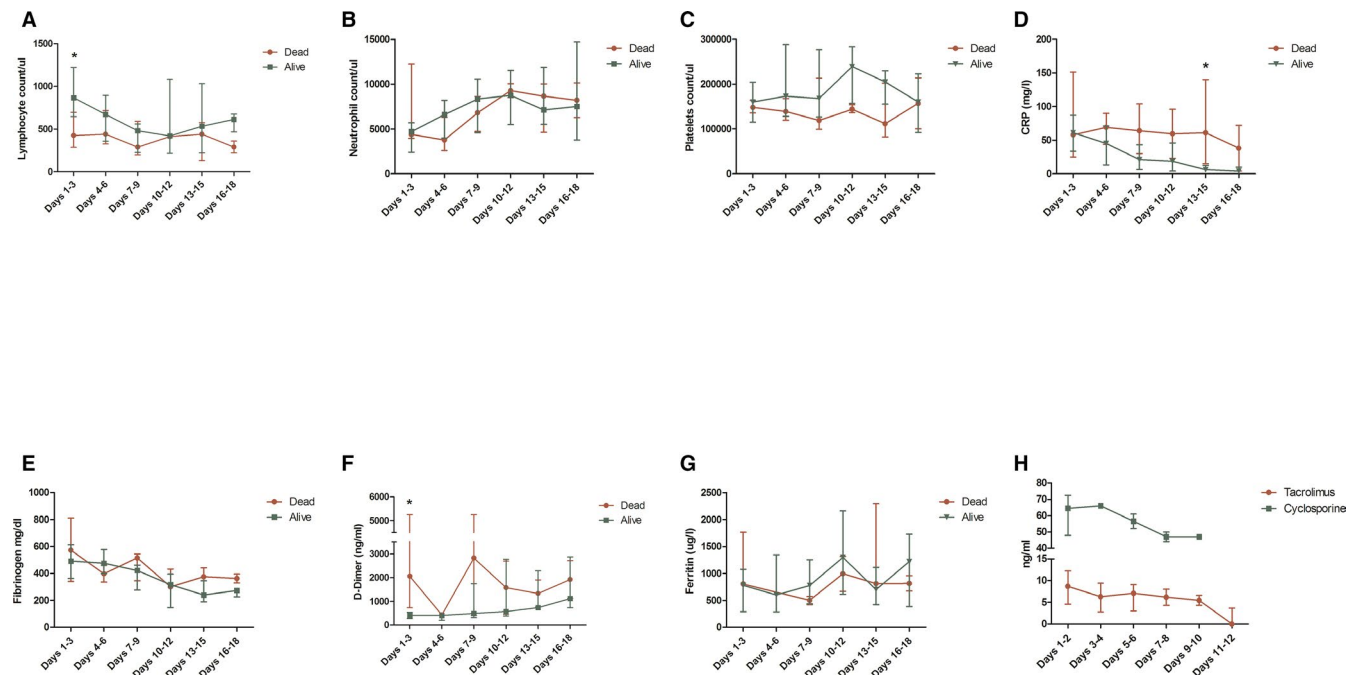 A
Lymphocyte count/ul
1500
1000
500
0
*
Dead
Alive
Days 1-3
Days 4-6
Days 7-9
Days 10-12
Days 13-15
Days 16-18
B
Neutrophil count/ul
15000
10000
5000
0
Dead
Alive
Days 1-3
Days 4-6
Days 7-9
Days 10-12
Days 13-15
Days 16-18
C
Platelets count/ul
300000
200000
100000
0
Dead
Alive
Days 1-3
Days 4-6
Days 7-9
Days 10-12
Days 13-15
Days 16-18
D
CRP (mg/l)
200
150
100
50
0
*
Dead
Alive
Days 1-3
Days 4-6
Days 7-9
Days 10-12
Days 13-15
Days 16-18
E
Fibrinogen mg/dl
1000
800
600
400
200
0
Dead
Alive
Days 1-3
Days 4-6
Days 7-9
Days 10-12
Days 13-15
Days 16-18
F
D-Dimer (ng/ml)
6000
5000
3000
2000
1000
0
*
Dead
Alive
Days 1-3
Days 4-6
Days 7-9
Days 10-12
Days 13-15
Days 16-18
G
Ferritin (ug/l)
2500
2000
1500
1000
500
0
Dead
Alive
Days 1-3
Days 4-6
Days 7-9
Days 10-12
Days 13-15
Days 16-18
H
ng/ml
80
70
60
50
40
15
10
5
0
Tacrolimus
Cyclosporine
Days 1-2
Days 3-4
Days 5-6
Days 7-8
Days 9-10
Days 11-12